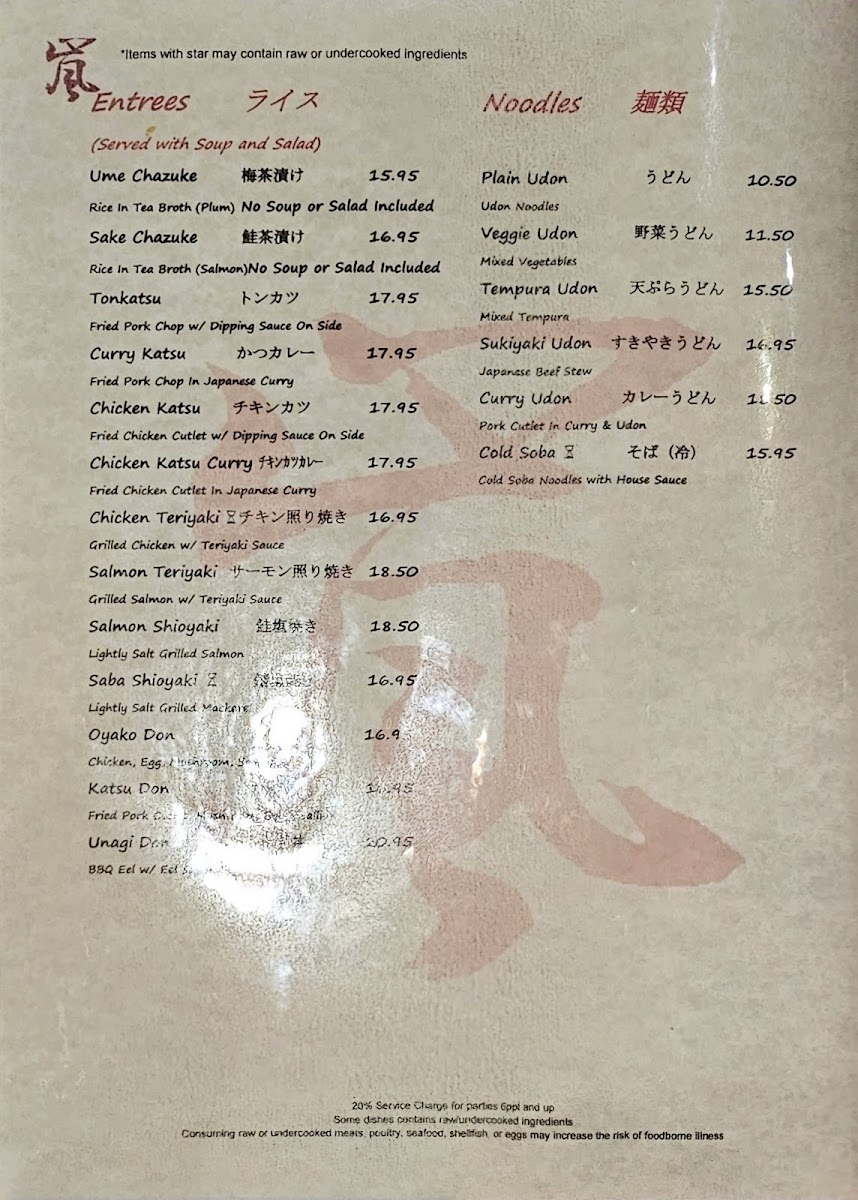 嵐
*Items with star may contain raw or undercooked ingredients
Entrees ライス
(Served with Soup and Salad)
Ume Chazuke 梅茶漬け 15.95
Rice In Tea Broth (Plum) No Soup or Salad Included
Sake Chazuke 鮭茶漬け 16.95
Rice In Tea Broth (Salmon)No Soup or Salad Included
Tonkatsu トンカツ 17.95
Fried Pork Chop w/ Dipping Sauce On Side
Curry Katsu かつカレー 17.95
Fried Pork Chop In Japanese Curry
Chicken Katsu チキンカツ 17.95
Fried Chicken Cutlet w/ Dipping Sauce On Side
Chicken Katsu Curry ﾁｷﾝｶﾂｶﾚｰ 17.95
Fried Chicken Cutlet In Japanese Curry
Chicken Teriyaki チキン照り焼き 16.95
Grilled Chicken w/ Teriyaki Sauce
Salmon Teriyaki サーモン照り焼き 18.50
Grilled Salmon w/ Teriyaki Sauce
Salmon Shioyaki 鮭塩焼き 18.50
Lightly Salt Grilled Salmon
Saba Shioyaki 16.95
Lightly Salt Grilled
Oyako Don
Chicken, Egg, Mushroom,
Katsu Don
Fried Pork
Unagi Don
BBQ Eel w/ Eel
Noodles 麺類
Plain Udon うどん 10.50
Udon Noodles
Veggie Udon 野菜うどん 11.50
Mixed Vegetables
Tempura Udon 天ぷらうどん 15.50
Mixed Tempura
Sukiyaki Udon すきやきうどん 16.95
Japanese Beef Stew
Curry Udon カレーうどん
Pork Cutlet in Curry & Udon
Cold Soba そば（冷） 15.95
Cold Soba Noodles with House Sauce
20% Service Charge for parties 6ppl and up
Some dishes contains raw/undercooked ingredients
Consuming raw or undercooked meats, poultry, seafood, shellfish, or eggs may increase the risk of foodborne illness